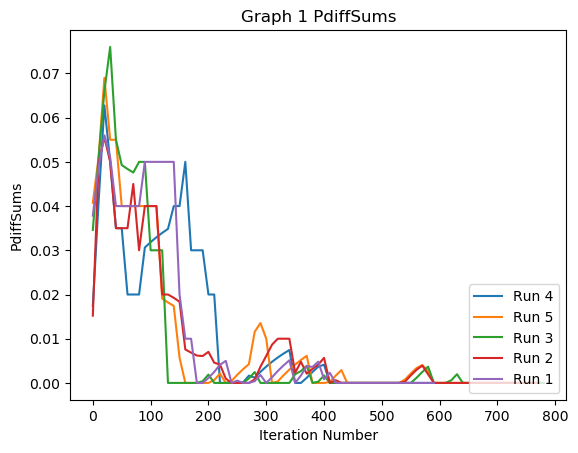 Graph 1 PdiffSums
PdiffSums
0.07
0.06
0.05
0.04
0.03
0.02
0.01
0.00
Run 4
Run 5
Run 3
Run 2
Run 1
0 100 200 300 400 500 600 700 800
Iteration Number